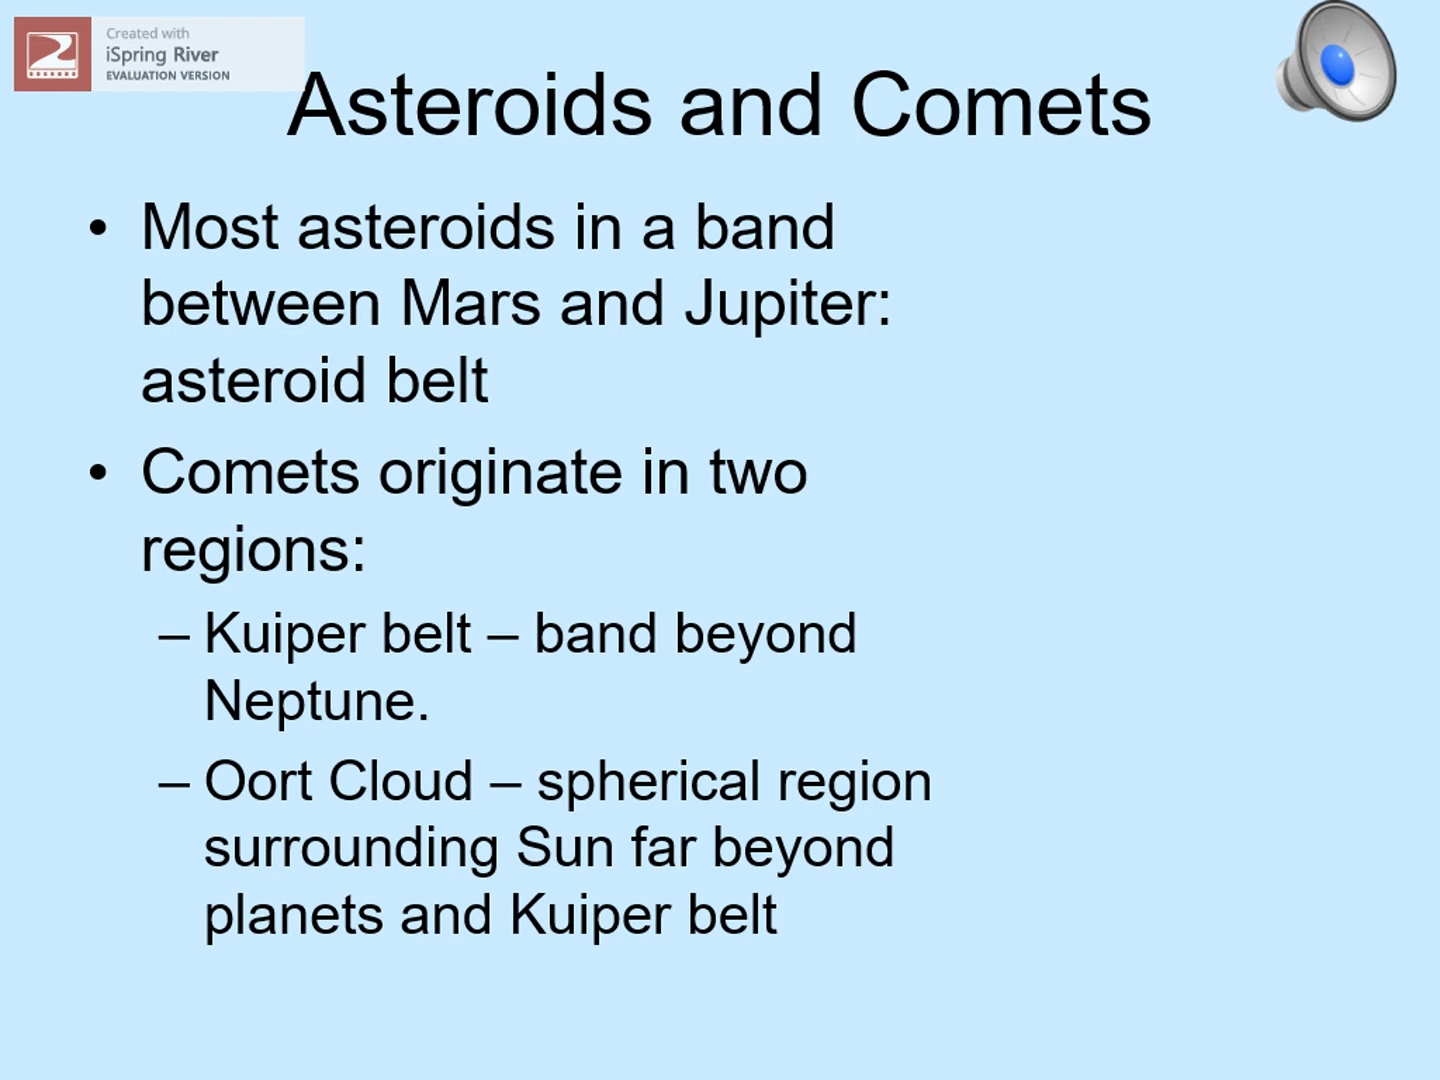 Created with
iSpring River
EVALUATION VERSION
Asteroids and Comets
• Most asteroids in a band
between Mars and Jupiter:
asteroid belt
• Comets originate in two
regions:
– Kuiper belt – band beyond
Neptune.
– Oort Cloud – spherical region
surrounding Sun far beyond
planets and Kuiper belt